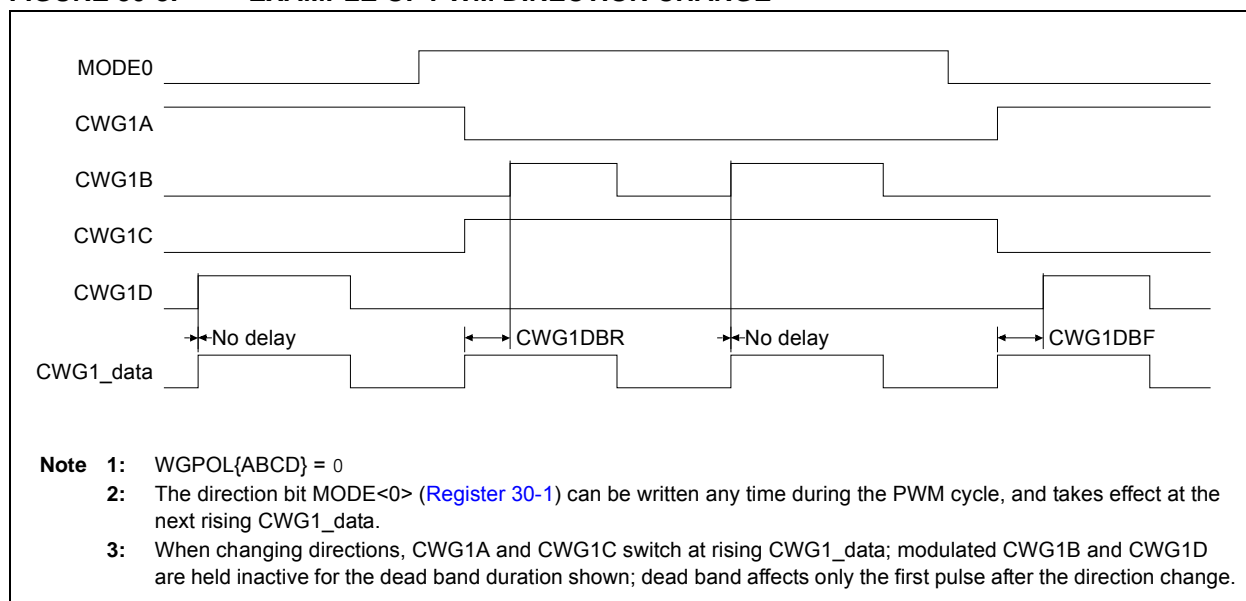 MODE0
CWG1A
CWG1B
CWG1C
CWG1D
No delay CWG1DBR No delay CWG1DBF
CWG1_data
Note 1: WGPOL{ABCD} = 0
2: The direction bit MODE<0> (Register 30-1) can be written any time during the PWM cycle, and takes effect at the
next rising CWG1_data.
3: When changing directions, CWG1A and CWG1C switch at rising CWG1_data; modulated CWG1B and CWG1D
are held inactive for the dead band duration shown; dead band affects only the first pulse after the direction change.